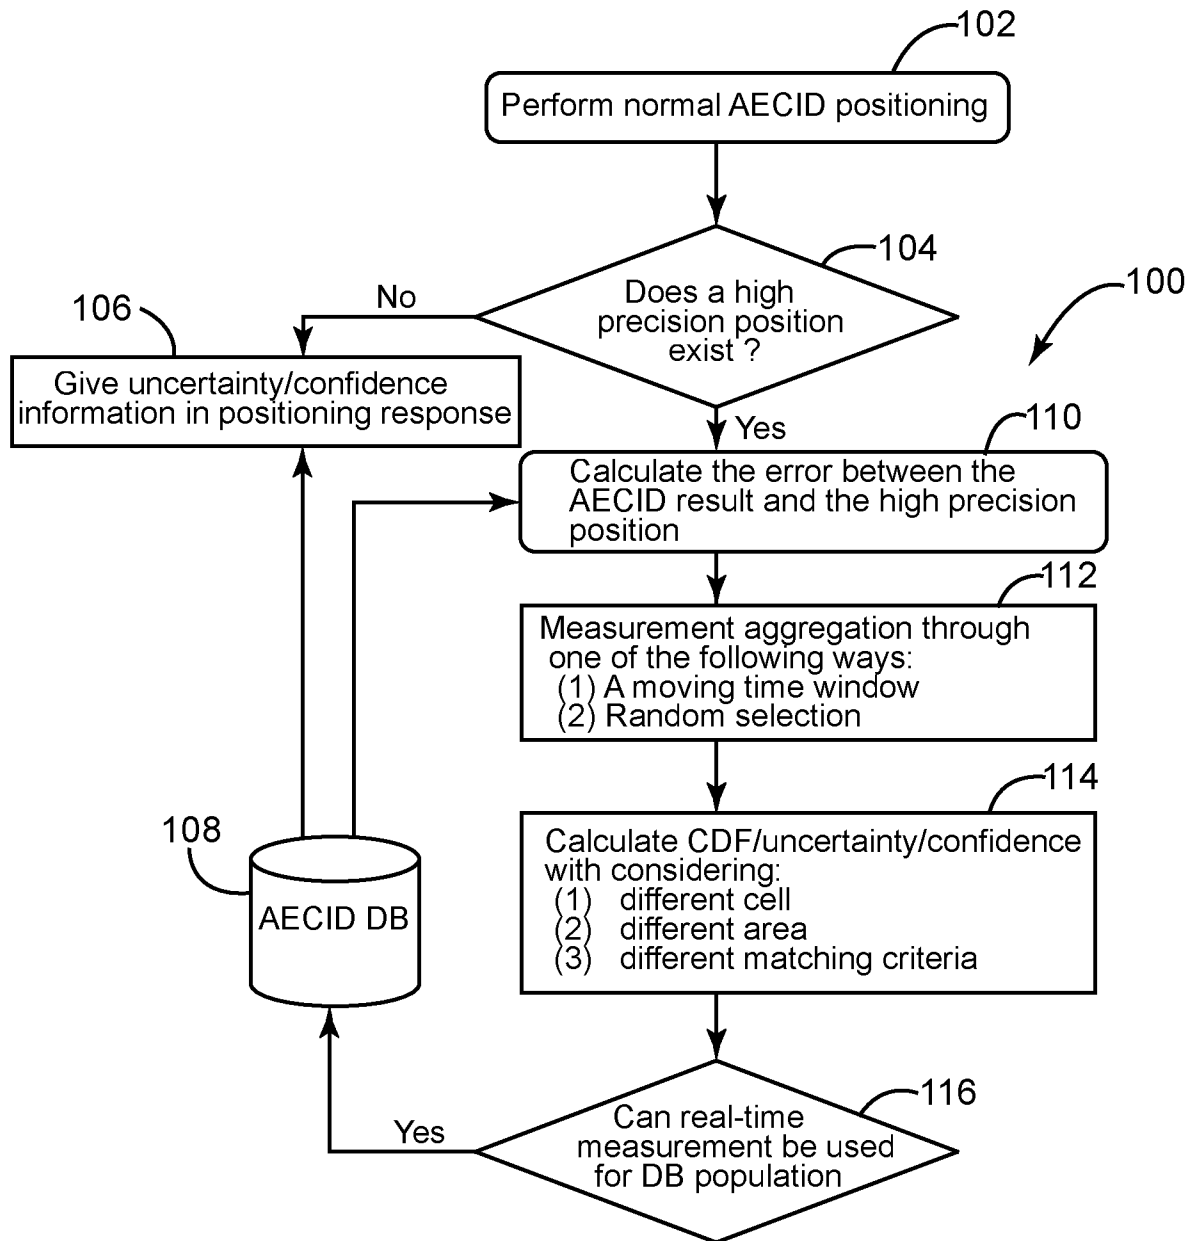 102
Perform normal AECID positioning
104
Does a high
precision position
exist ?
No
100
106
Give uncertainty/confidence
information in positioning response
Yes
110
Calculate the error between the
AECID result and the high precision
position
112
Measurement aggregation through
one of the following ways:
(1) A moving time window
(2) Random selection
114
Calculate CDF/uncertainty/confidence
with considering:
(1) different cell
(2) different area
(3) different matching criteria
108
AECID DB
116
Can real-time
measurement be used
for DB population
Yes